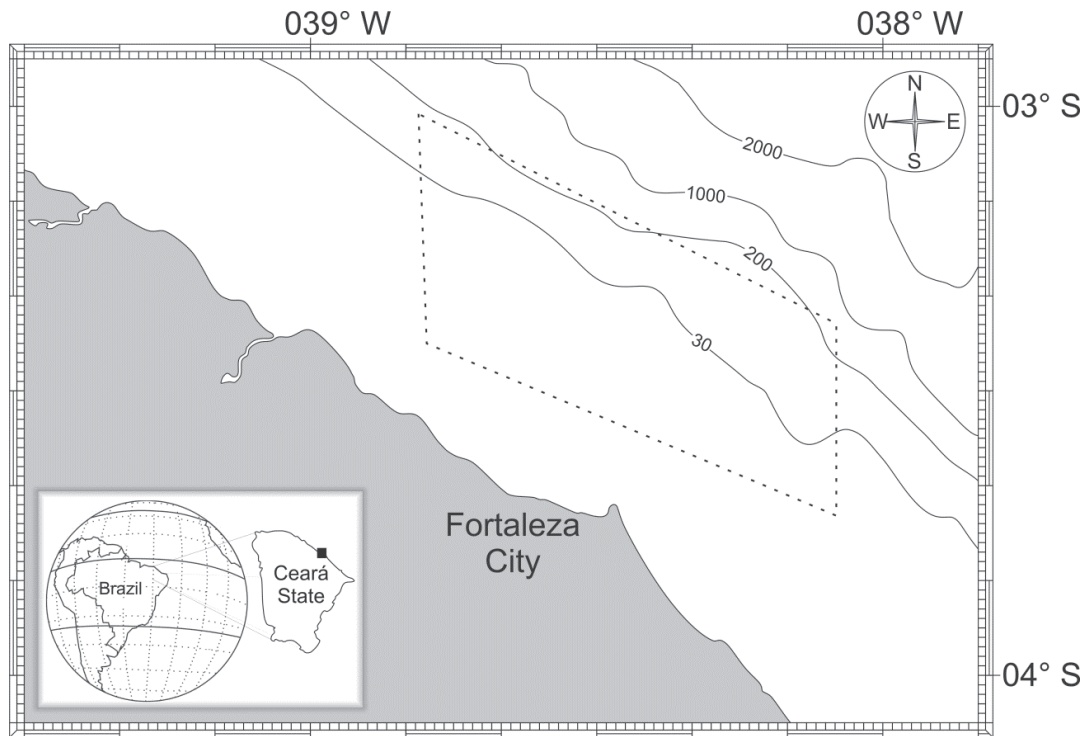 039° W
038° W
03° S
N
W E
S
2000
1000
200
30
Fortaleza
City
Brazil
Ceará
State
04° S